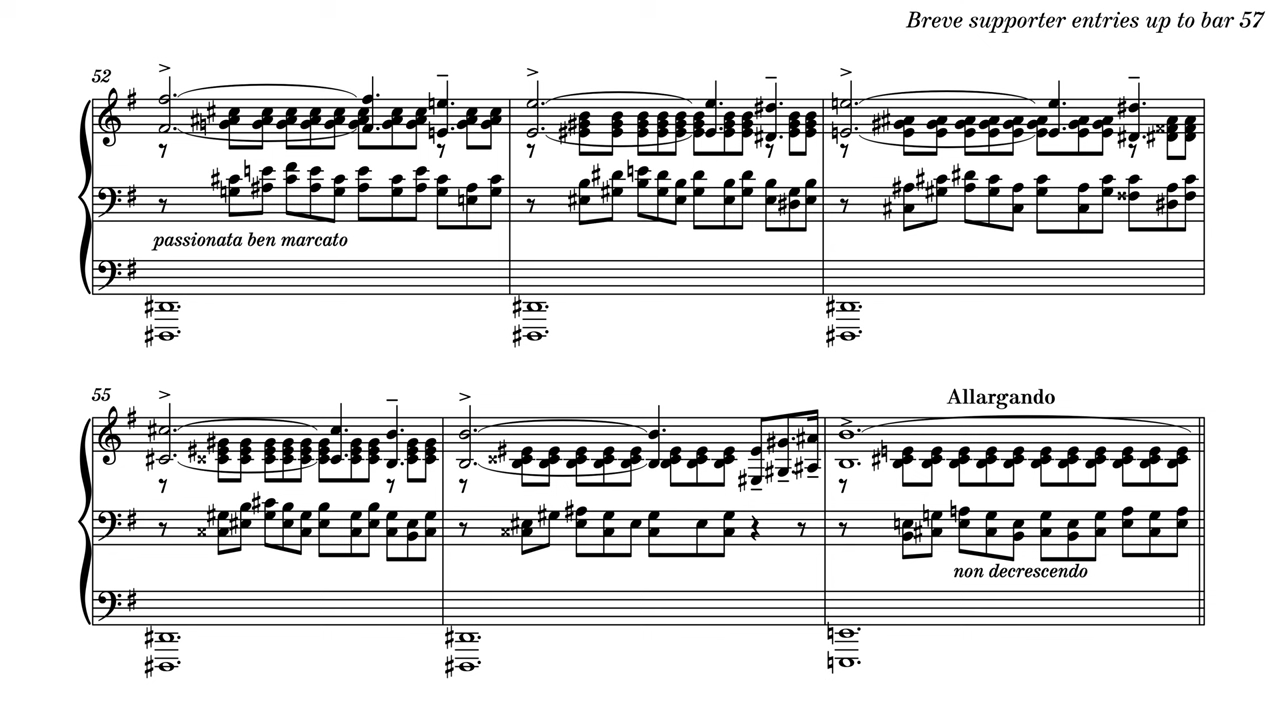 Breve supporter entries up to bar 57
52
passionata ben marcato
55
Allargando
non decrescendo